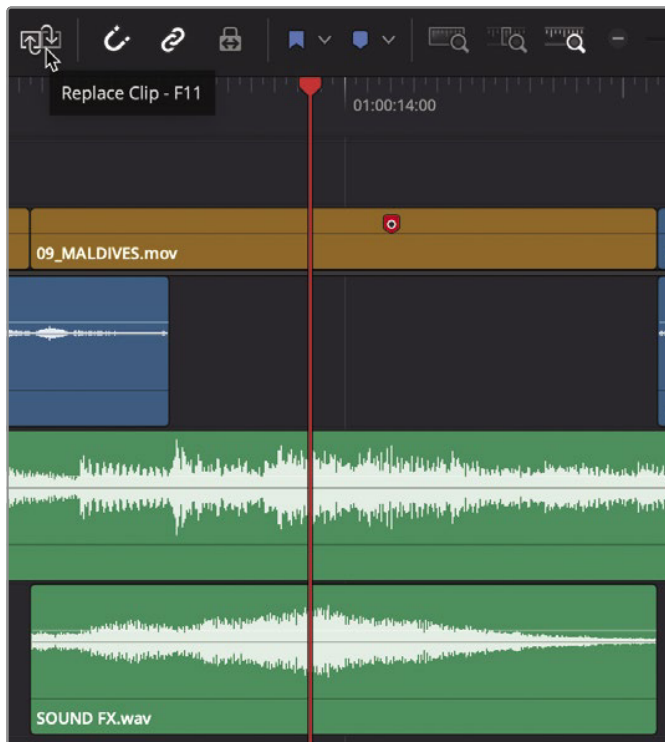 Replace Clip - F11
01:00:14:00
09_MALDIVES.mov
SOUND FX.wav